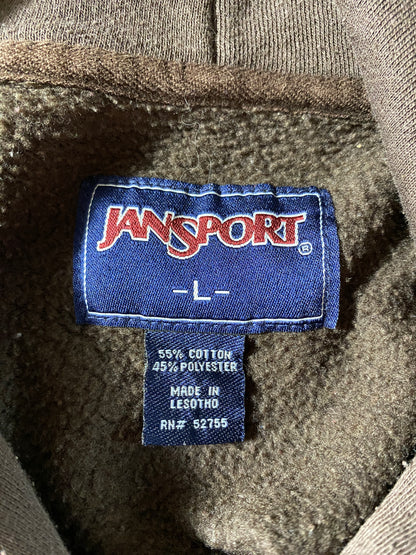 JANSPORT®
-L-
55% COTTON
45% POLYESTER
MADE IN
LESOTHO
RN# 52755